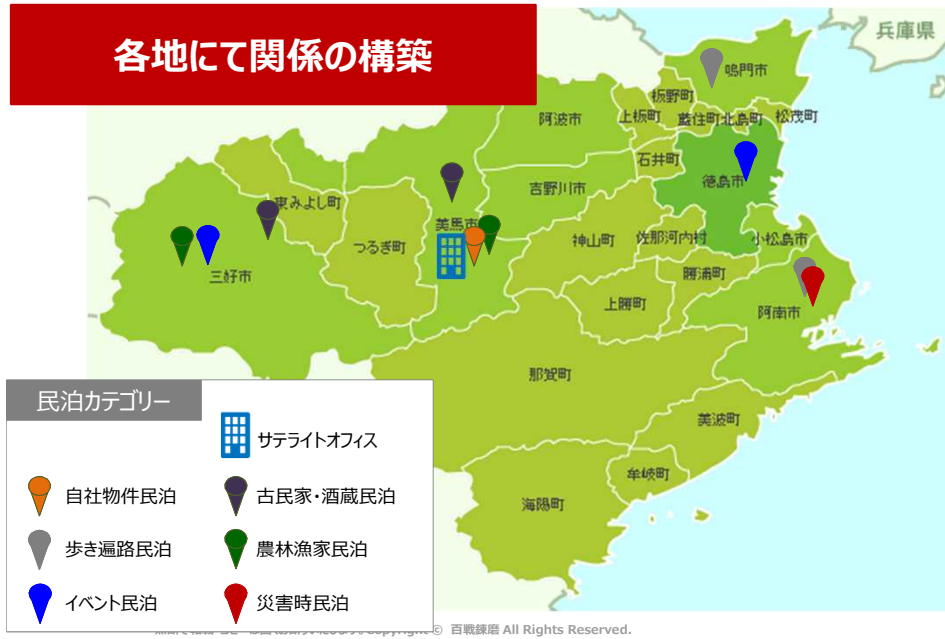 各地にて関係の構築
兵庫県
鳴門市
板野町
上板町
藍住町
北島町
松茂町
阿波市
石井町
徳島市
吉野川市
東みよし町
美馬市
つるぎ町
神山町
佐那河内村
小松島市
三好市
勝浦町
上勝町
阿南市
那賀町
美波町
牟岐町
海陽町
民泊カテゴリー
サテライトオフィス
自社物件民泊
古民家・酒蔵民泊
歩き遍路民泊
農林漁家民泊
イベント民泊
災害時民泊
Copyright © 百戦錬磨 All Rights Reserved.